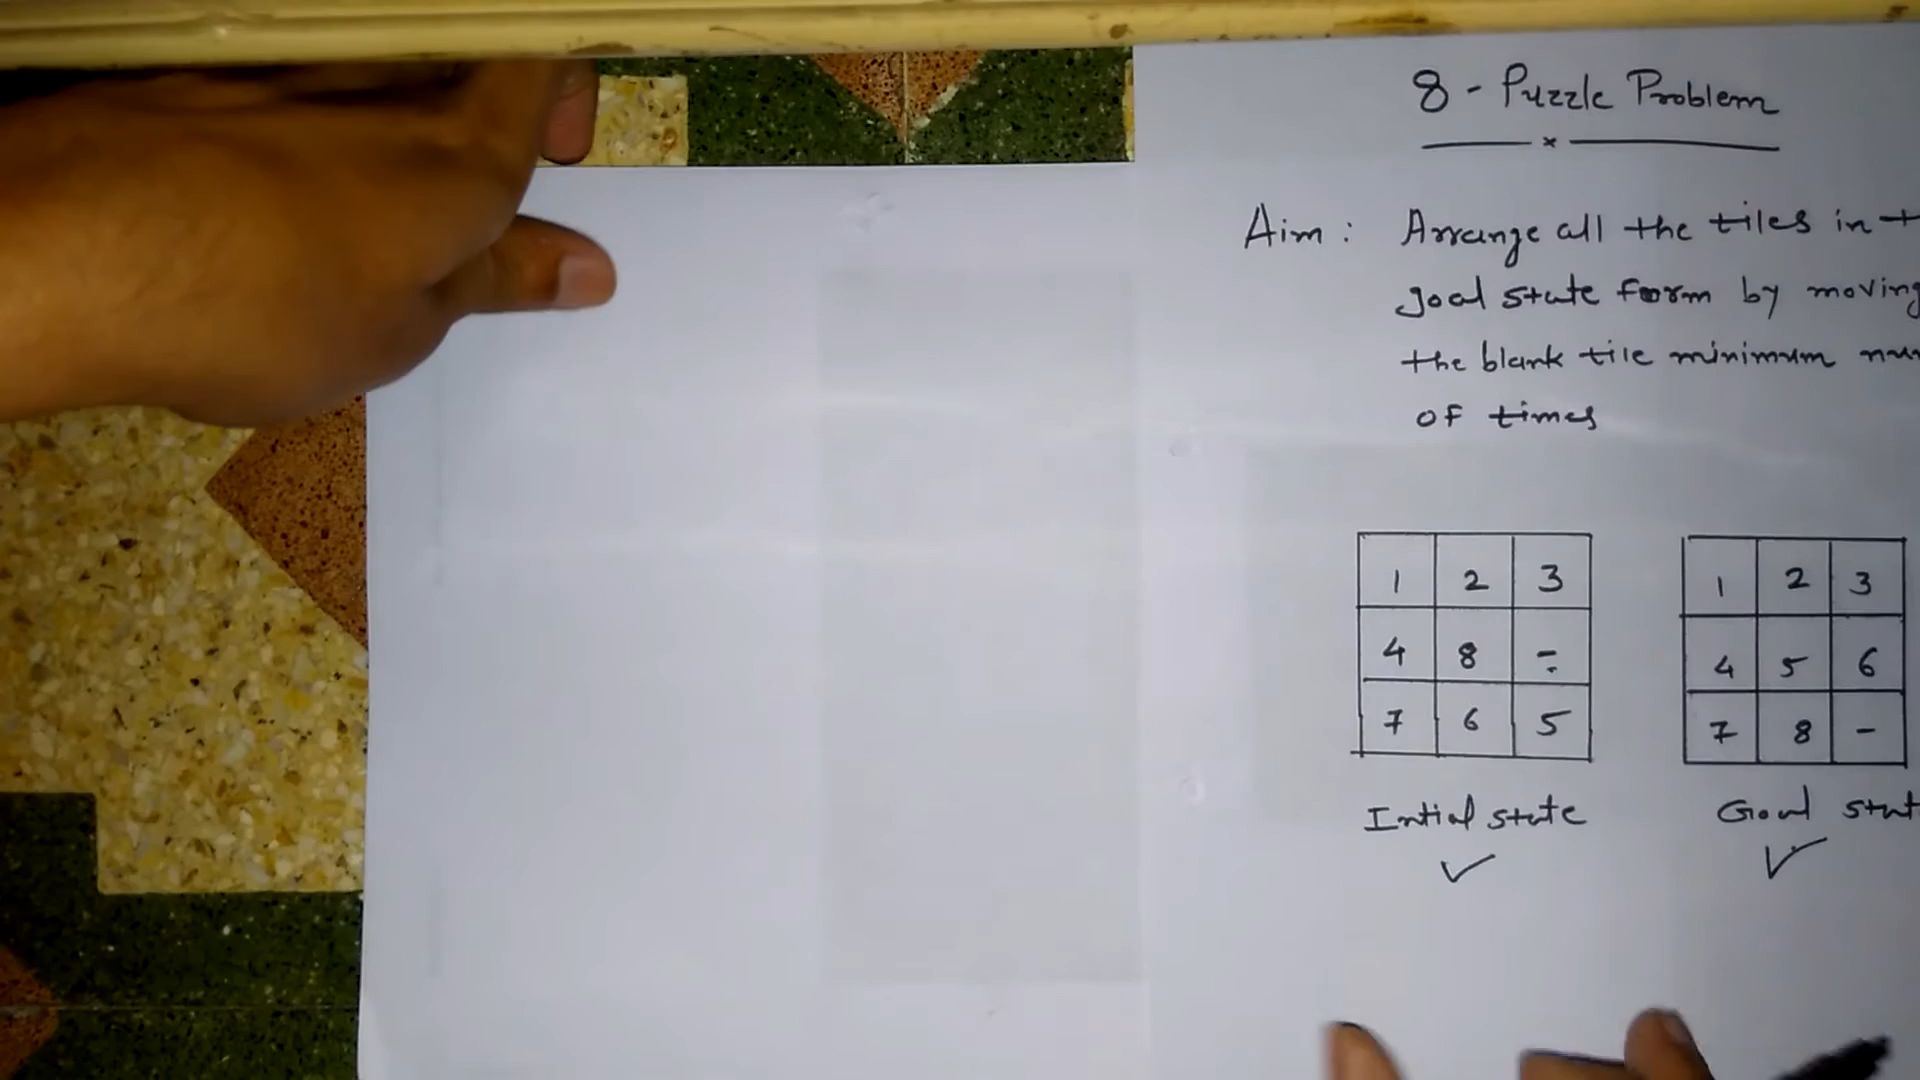 8 - Puzzle Problem
Aim : Arrange all the tiles in
goal state form by moving
the blank tile minimum
of times
1 2 3
4 8 -
7 6 5
1 2 3
4 5 6
7 8 -
Intial state
Goal stat